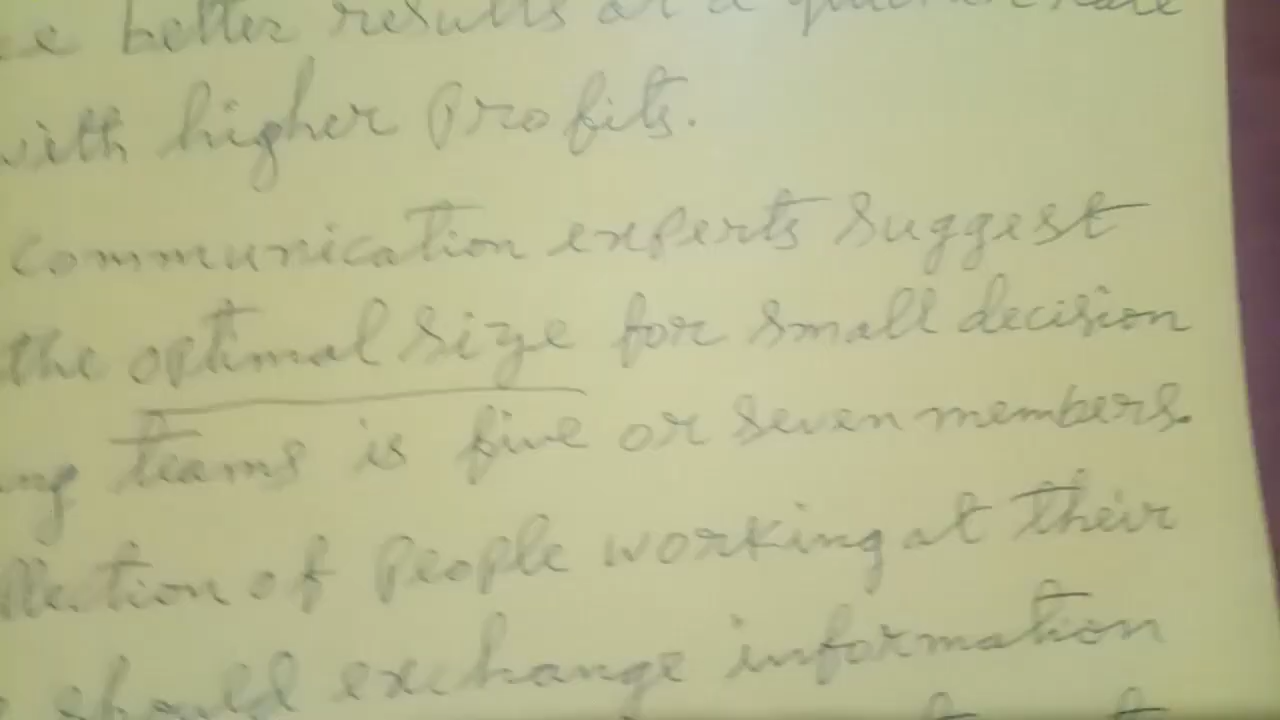 better results at a
with higher Profits.
communication experts suggest
the optimal size for small decision
teams is five or seven members.
of People working at their
should exchange information